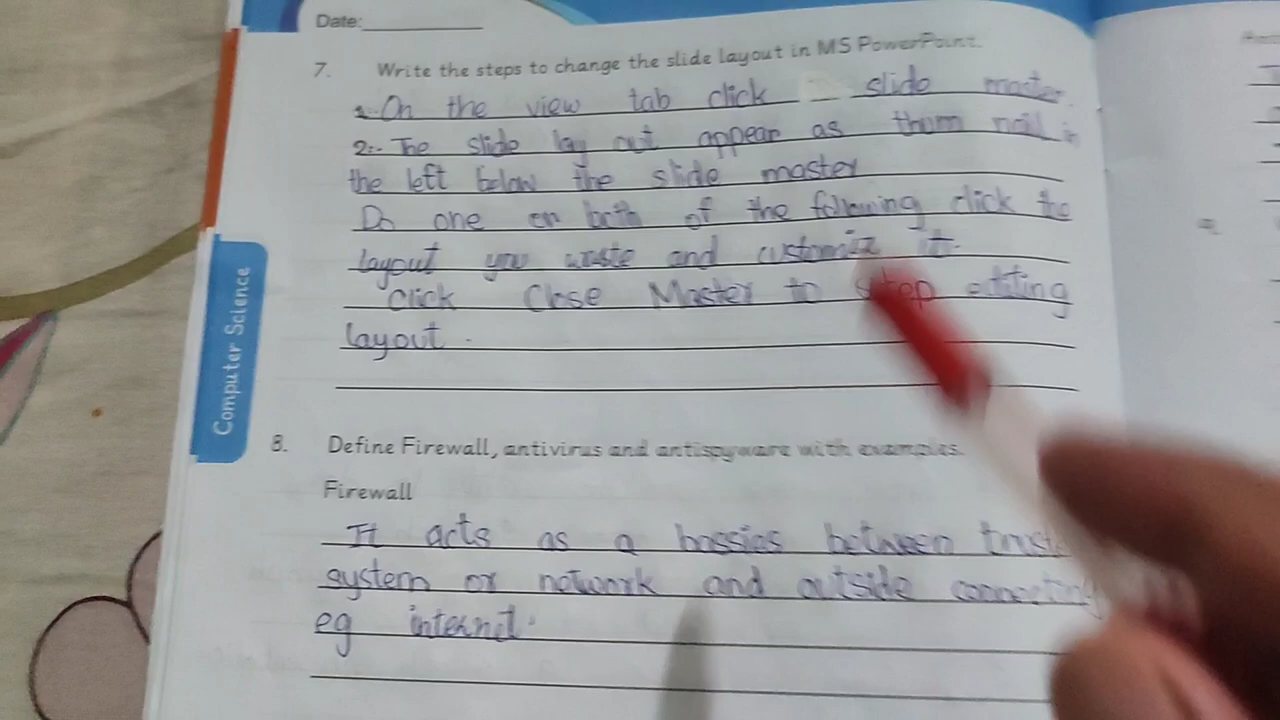 Date:
7. Write the steps to change the slide layout in MS PowerPoint.
1. On the view tab click slide master.
2:- The slide lay out appear as thum nail in
the left below the slide master
Do one or both of the following click to
layout you waste and customiz it.
Click Close Master to stop editing
layout.
Computer Science
8. Define Firewall, antivirus and antispyware with examples.
Firewall
It acts as a bassies between
system or network and outside
eg internet.